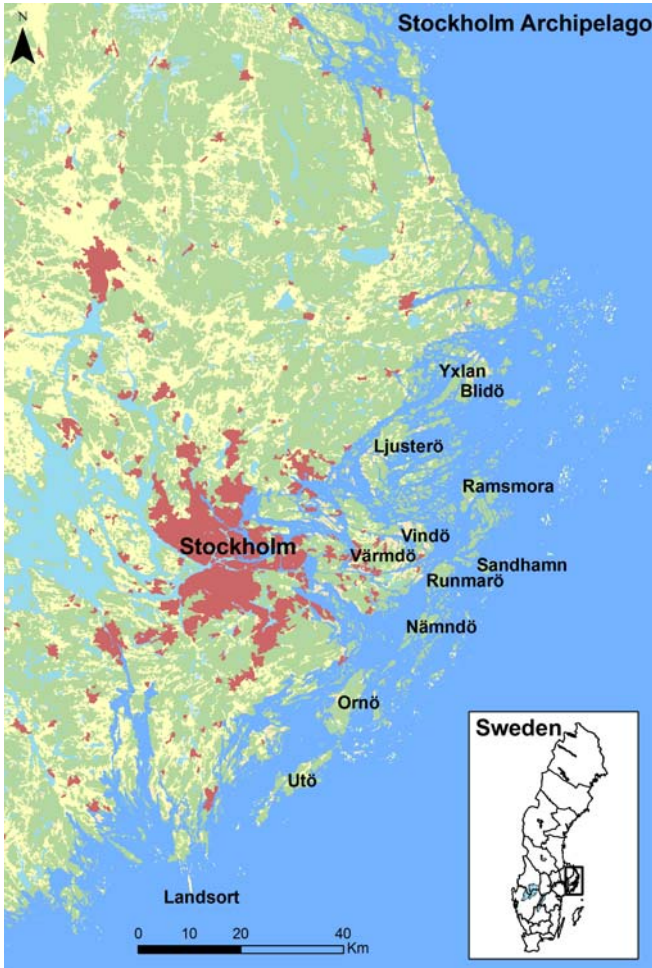 N
Stockholm Archipelago
Yxlan
Blidö
Ljusterö
Ramsmora
Vindö
Stockholm
Värmdö
Sandhamn
Runmarö
Nämndö
Ornö
Sweden
Utö
Landsort
0 10 20 40
Km